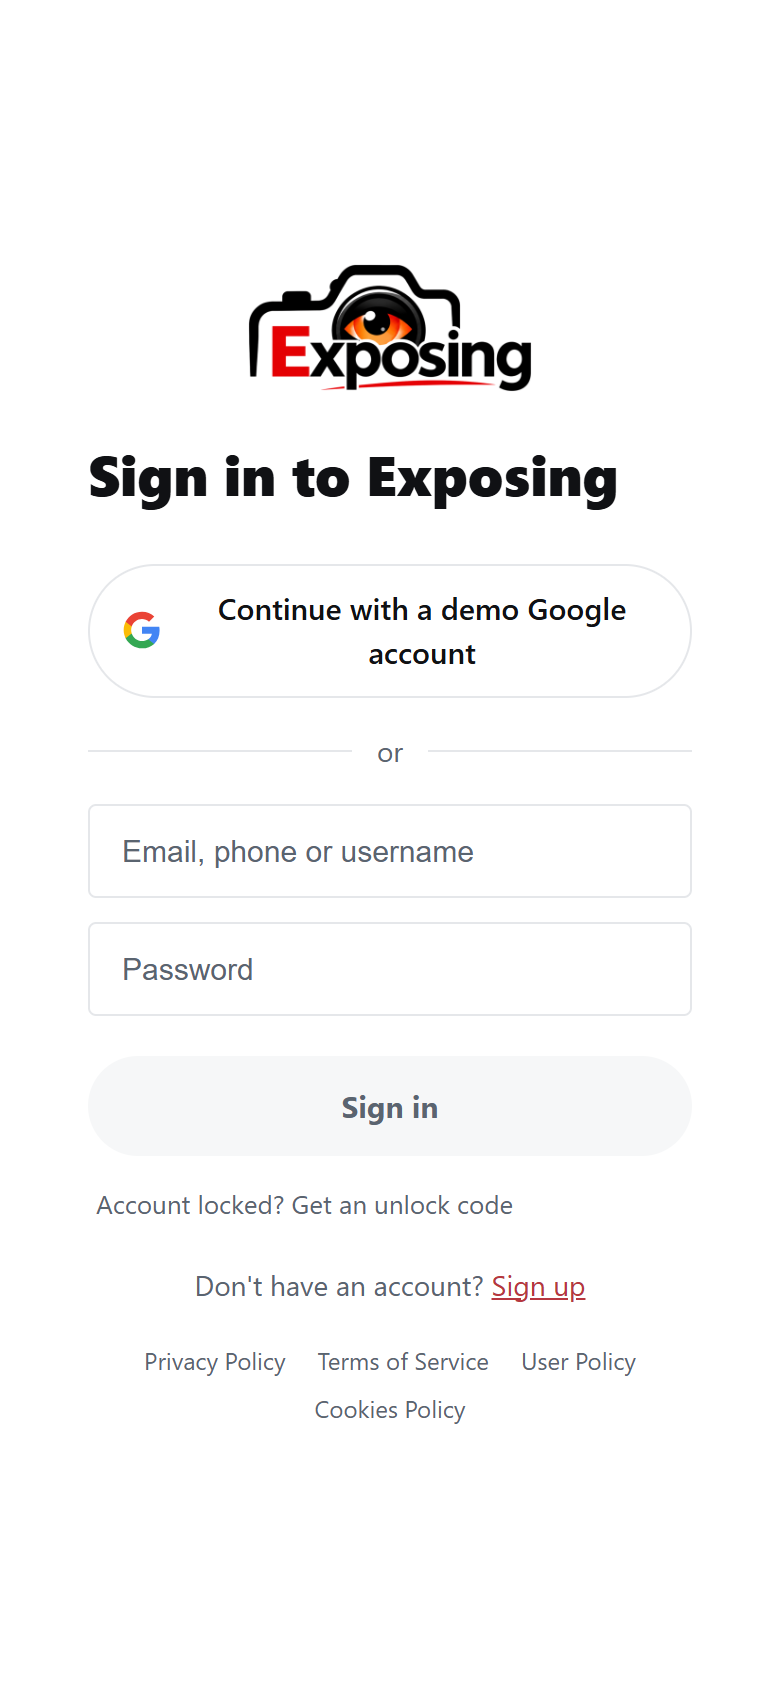 Exposing
Sign in to Exposing
Continue with a demo Google
account
or
Email, phone or username
Password
Sign in
Account locked? Get an unlock code
Don't have an account? Sign up
Privacy Policy Terms of Service User Policy
Cookies Policy